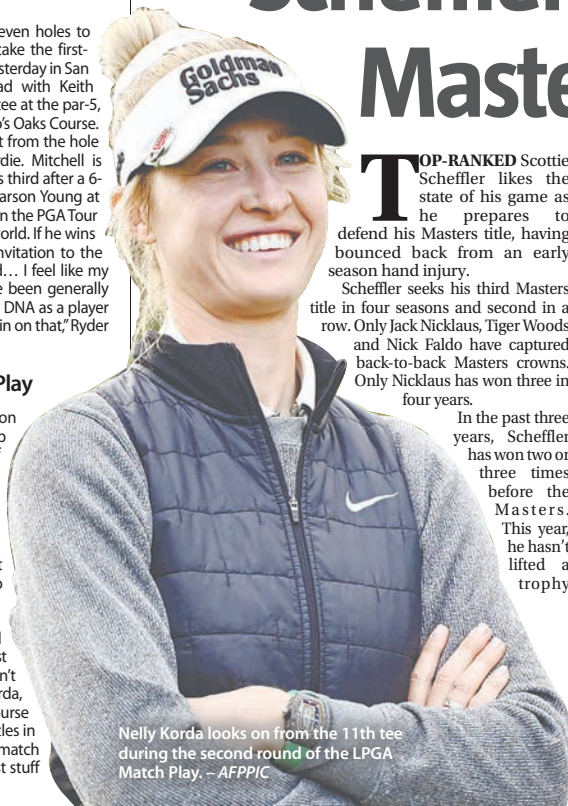 even holes to
take the first-
sterday in San
ad with Keith
tee at the par-5,
o's Oaks Course.
t from the hole
rdie. Mitchell is
s third after a 6-
arson Young at
n the PGA Tour
orld. If he wins
nvitation to the
d… I feel like my
e been generally
DNA as a player
in on that,” Ryder
Play
on
t
st
n't
rda,
ourse
tles in
match
t stuff
Goldman
Sachs
Maste
TOP-RANKED Scottie
Scheffler likes the
state of his game as
he prepares to
defend his Masters title, having
bounced back from an early
season hand injury.
Scheffler seeks his third Masters
title in four seasons and second in a
row. Only Jack Nicklaus, Tiger Woods
and Nick Faldo have captured
back-to-back Masters crowns.
Only Nicklaus has won three in
four years.
In the past three
years, Scheffler
has won two or
three times
before the
Masters.
This year,
he hasn't
lifted a
trophy
Nelly Korda looks on from the 11th tee
during the second round of the LPGA
Match Play. – AFPPIC